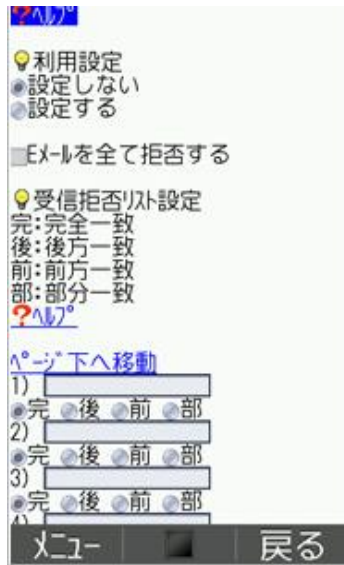 ?ﾍﾙﾌﾟ
利用設定
設定しない
設定する
Eﾒｰﾙを全て拒否する
受信拒否ﾘｽﾄ設定
完:完全一致
後:後方一致
前:前方一致
部:部分一致
?ﾍﾙﾌﾟ
ﾍﾟｰｼﾞ下へ移動
1)
完 後 前 部
2)
完 後 前 部
3)
完 後 前 部
4)
メニュー 戻る